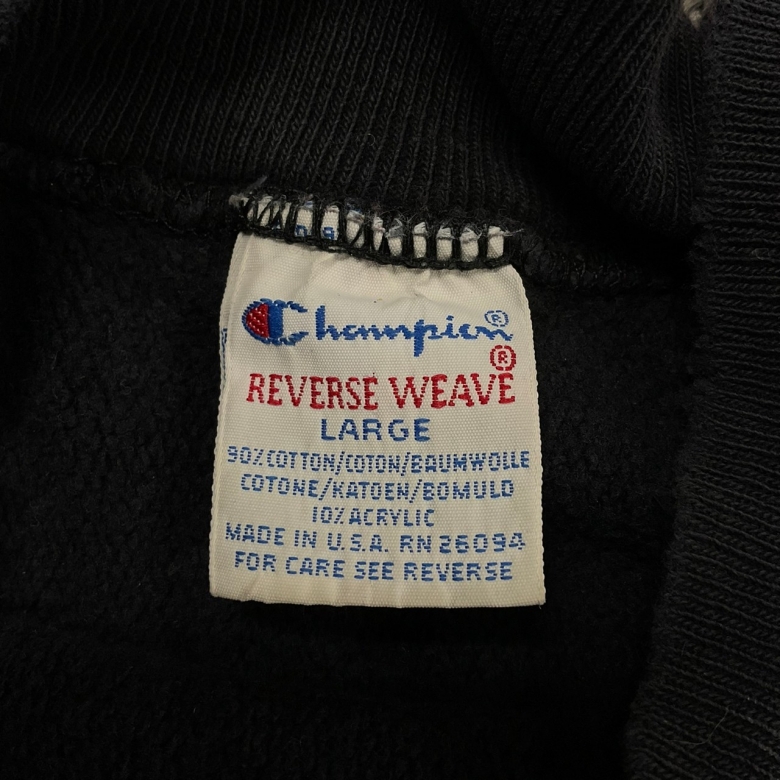 Champion®
®
REVERSE WEAVE
LARGE
90% COTTON/COTON/BAUMWOLLE
COTONE/KATOEN/BOMULD
10% ACRYLIC
MADE IN U.S.A. RN 26094
FOR CARE SEE REVERSE